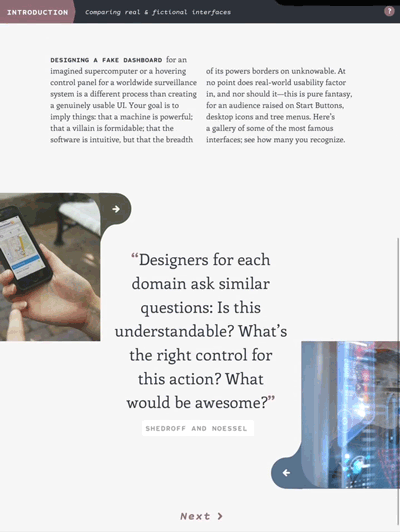 INTRODUCTION
Comparing real & fictional interfaces
?
DESIGNING A FAKE DASHBOARD for an
imagined supercomputer or a hovering
control panel for a worldwide surveillance
system is a different process than creating
a genuinely usable UI. Your goal is to
imply things: that a machine is powerful;
that a villain is formidable; that the
software is intuitive, but that the breadth
of its powers borders on unknowable. At
no point does real-world usability factor
in, and nor should it—this is pure fantasy,
for an audience raised on Start Buttons,
desktop icons and tree menus. Here's
a gallery of some of the most famous
interfaces; see how many you recognize.
“Designers for each
domain ask similar
questions: Is this
understandable? What’s
the right control for
this action? What
would be awesome?”
SHEDROFF AND NOESSEL
Next